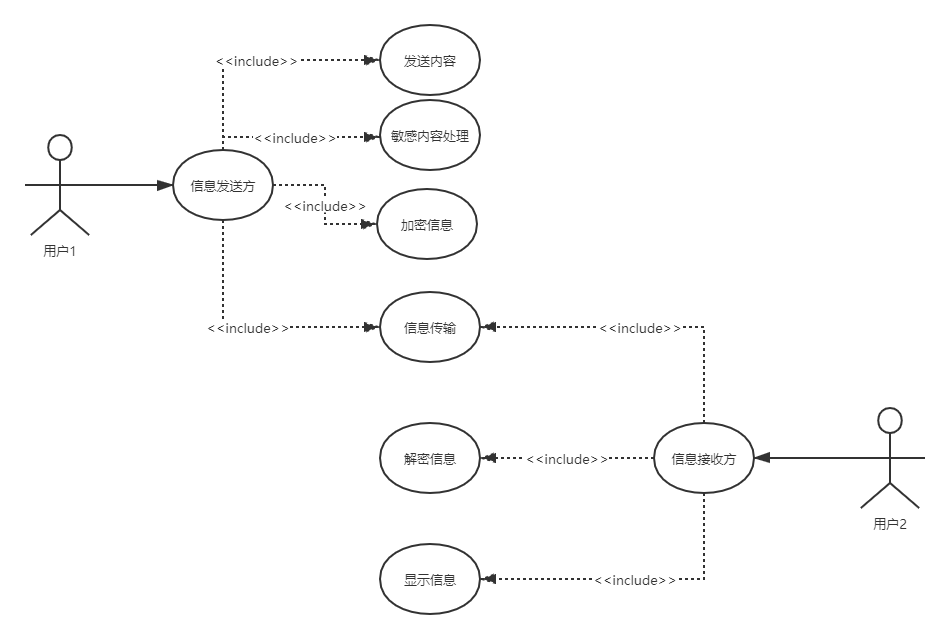 <<include>>
发送内容
<<include>>
敏感内容处理
信息发送方
<<include>>
加密信息
用户1
<<include>>
信息传输
<<include>>
解密信息
<<include>>
信息接收方
用户2
显示信息
<<include>>